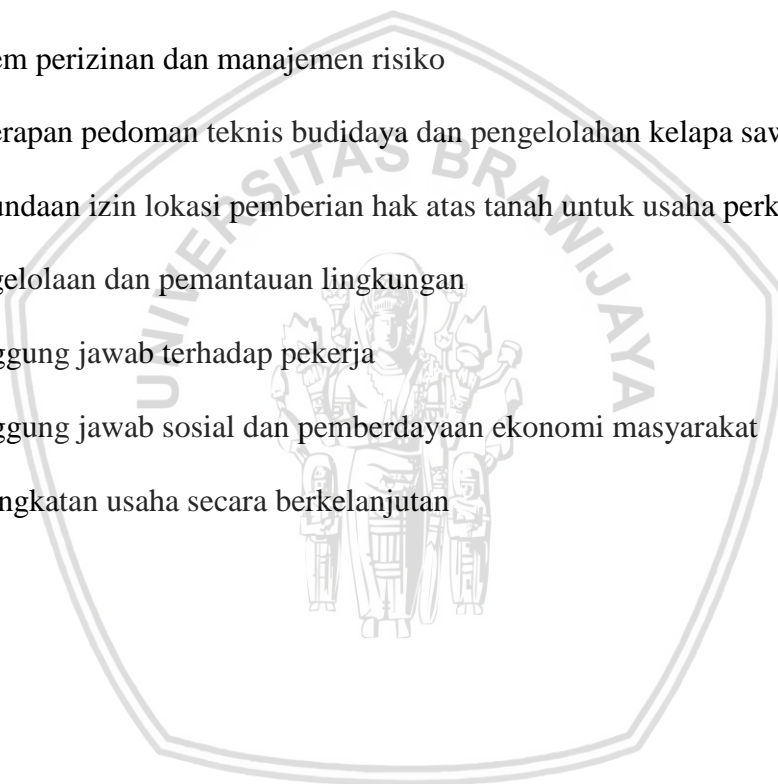 em perizinan dan manajemen risiko
erapan pedoman teknis budidaya dan pengelolahan kelapa saw
undaan izin lokasi pemberian hak atas tanah untuk usaha perk
gelolaan dan pemantauan lingkungan
ggung jawab terhadap pekerja
ggung jawab sosial dan pemberdayaan ekonomi masyarakat
ngkatan usaha secara berkelanjutan
UNIVERSITAS BRAWIJAYA